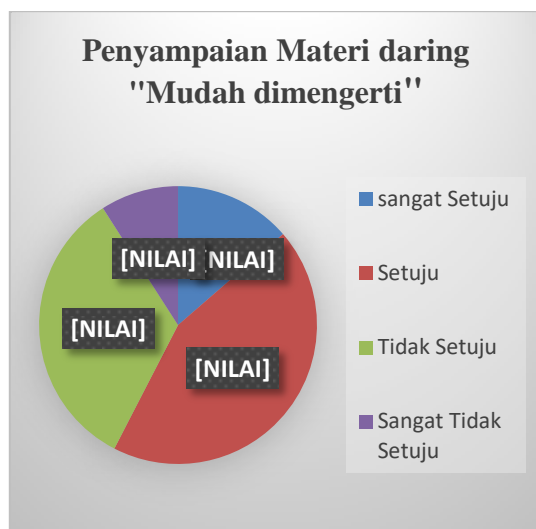 Penyampaian Materi daring
"Mudah dimengerti"
[NILAI]
[NILAI]
[NILAI]
[NILAI]
sangat Setuju
Setuju
Tidak Setuju
Sangat Tidak
Setuju